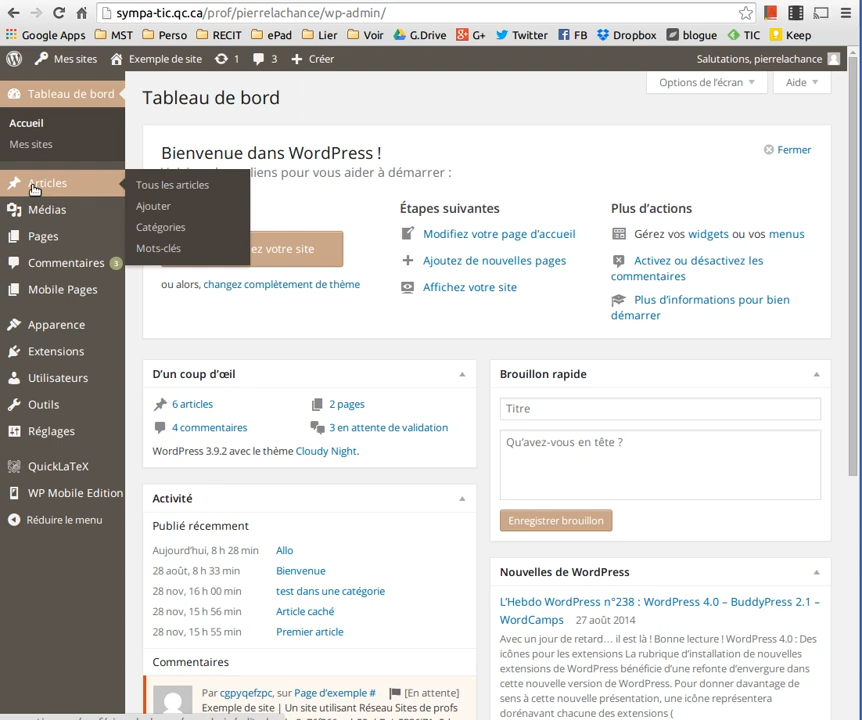 sympa-tic.qc.ca/prof/pierrelachance/wp-admin/
Google Apps MST Perso RECIT ePad Lier Voir G.Drive G+ Twitter FB Dropbox blogue TIC Keep
Mes sites Exemple de site 1 3 Créer Salutations, pierrelachance
Tableau de bord
Accueil
Mes sites
Articles
Médias
Pages
Commentaires 3
Mobile Pages
Apparence
Extensions
Utilisateurs
Outils
Réglages
QuickLaTeX
WP Mobile Edition
Réduire le menu
Tous les articles
Ajouter
Catégories
Mots-clés
Options de l'écran Aide
Tableau de bord
Bienvenue dans WordPress !
Fermer
liens pour vous aider à démarrer :
ez votre site
ou alors, changez complètement de thème
Étapes suivantes
Modifiez votre page d'accueil
Ajoutez de nouvelles pages
Affichez votre site
Plus d'actions
Gérez vos widgets ou vos menus
Activez ou désactivez les
commentaires
Plus d'informations pour bien
démarrer
D'un coup d'œil
6 articles 2 pages
4 commentaires 3 en attente de validation
WordPress 3.9.2 avec le thème Cloudy Night.
Activité
Publié récemment
Aujourd'hui, 8 h 28 min Allo
28 août, 8 h 33 min Bienvenue
28 nov, 16 h 00 min test dans une catégorie
28 nov, 15 h 56 min Article caché
28 nov, 15 h 55 min Premier article
Commentaires
Par cgpyqefzpc, sur Page d'exemple # [En attente]
Exemple de site | Un site utilisant Réseau Sites de profs
Brouillon rapide
Titre
Qu'avez-vous en tête ?
Enregistrer brouillon
Nouvelles de WordPress
L'Hebdo WordPress n°238 : WordPress 4.0 – BuddyPress 2.1 –
WordCamps 27 août 2014
Avec un jour de retard… il est là ! Bonne lecture ! WordPress 4.0 : Des
icônes pour les extensions La rubrique d'installation de nouvelles
extensions de WordPress bénéficie d'une refonte d'envergure dans
cette nouvelle version de WordPress. Pour donner davantage de
sens à cette nouvelle présentation, une icône représentera
dorénavant chacune des extensions (